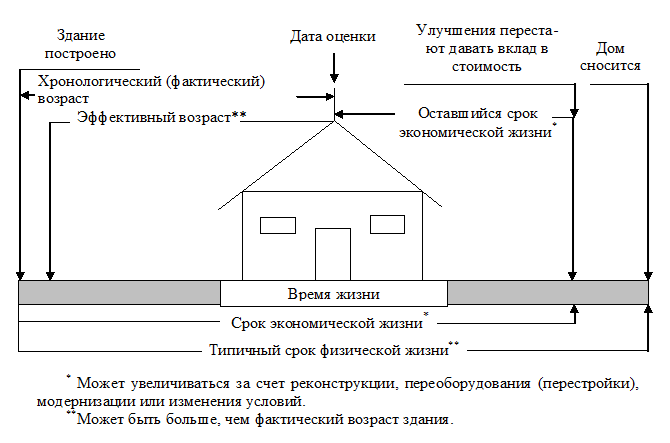 Здание
построено
Дата оценки
Улучшения переста-
ют давать вклад в
стоимость
Дом
сносится
Хронологический (фактический)
возраст
Эффективный возраст**
Оставшийся срок
экономической жизни*
Время жизни
Срок экономической жизни*
Типичный срок физической жизни**
* Может увеличиваться за счет реконструкции, переоборудования (перестройки),
модернизации или изменения условий.
**Может быть больше, чем фактический возраст здания.